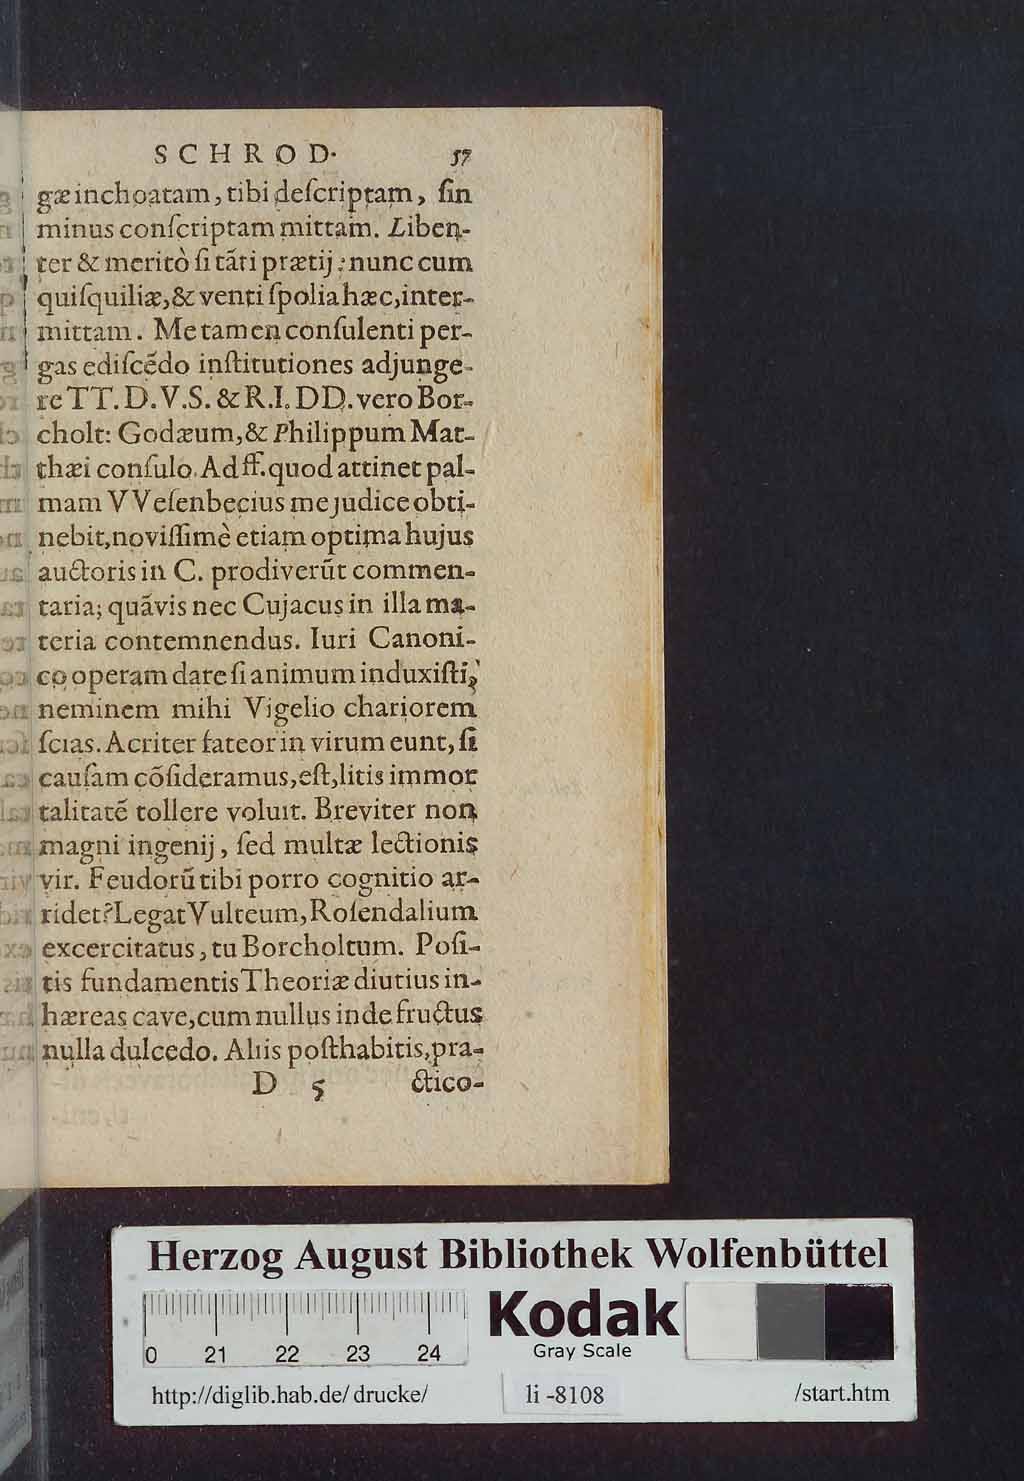 SCHROD. 57
gæ inchoatam, tibi deſcriptam, ſin
minus conſcriptam mittam. Liben-
ter & meritò ſi tãti prætij: nunc cum
quiſquiliæ,& venti ſpolia hæc,inter-
mittam. Me tamen conſulenti per-
gas ediſcẽdo inſtitutiones adjunge-
re TT. D. V.S. & R.I. DD. vero Bor-
cholt: Godæum,& Philippum Mat-
thæi conſulo. Ad ff. quod attinet pal-
mam VVeſenbecius me judice obti-
nebit,noviſſimè etiam optima hujus
auctoris in C. prodiverũt commen-
taria; quãvis nec Cujacus in illa ma-
teria contemnendus. Iuri Canoni-
co operam dare ſi animum induxiſti,
neminem mihi Vigelio chariorem
ſcias. Acriter fateor in virum eunt, ſi
cauſam cõſideramus,eſt,litis immor
talitatẽ tollere voluit. Breviter non
magni ingenij, ſed multæ lectionis
vir. Feudorũ tibi porro cognitio ar-
ridet? Legat Vulteum, Roſendalium
excercitatus, tu Borcholtum. Poſi-
tis fundamentis Theoriæ diutius in-
hæreas cave,cum nullus inde fructus
nulla dulcedo. Aliis poſthabitis,pra-
D 5 ctico-
Herzog August Bibliothek Wolfenbüttel
0 21 22 23 24
Kodak
Gray Scale
http://diglib.hab.de/ drucke/ li -8108 /start.htm